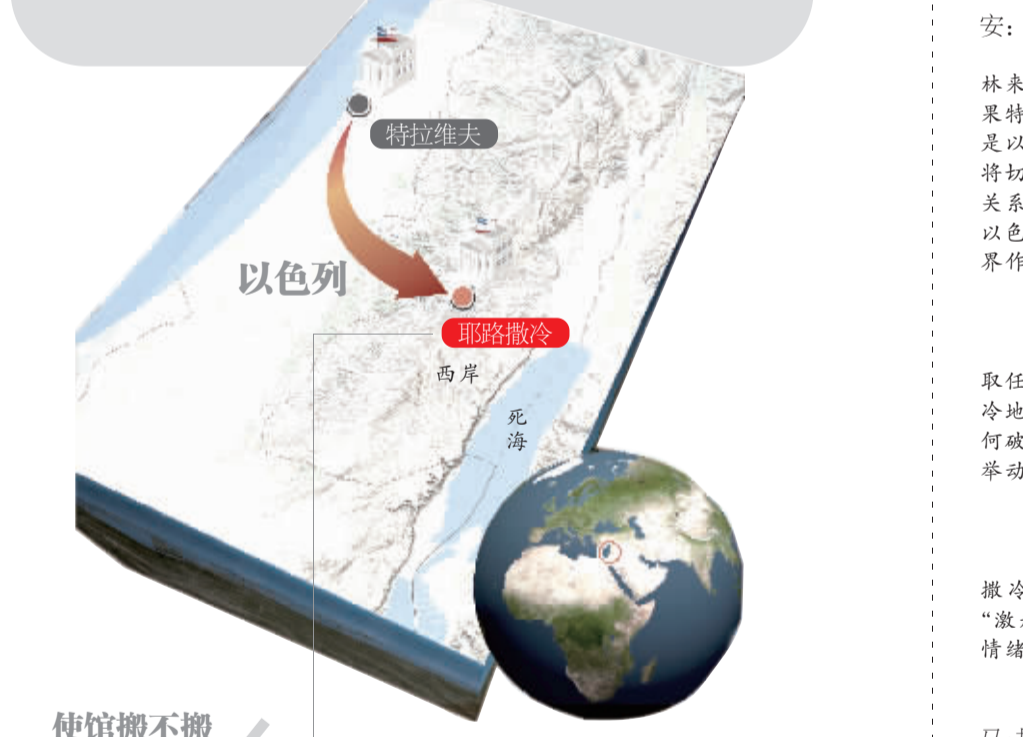 特拉维夫
以色列
耶路撒冷
西岸
死
海
使馆搬不搬
安：
林来
果特
是以
将切
关系
以色
界作
取任
冷地
何破
举动
撒冷
“激
情绪